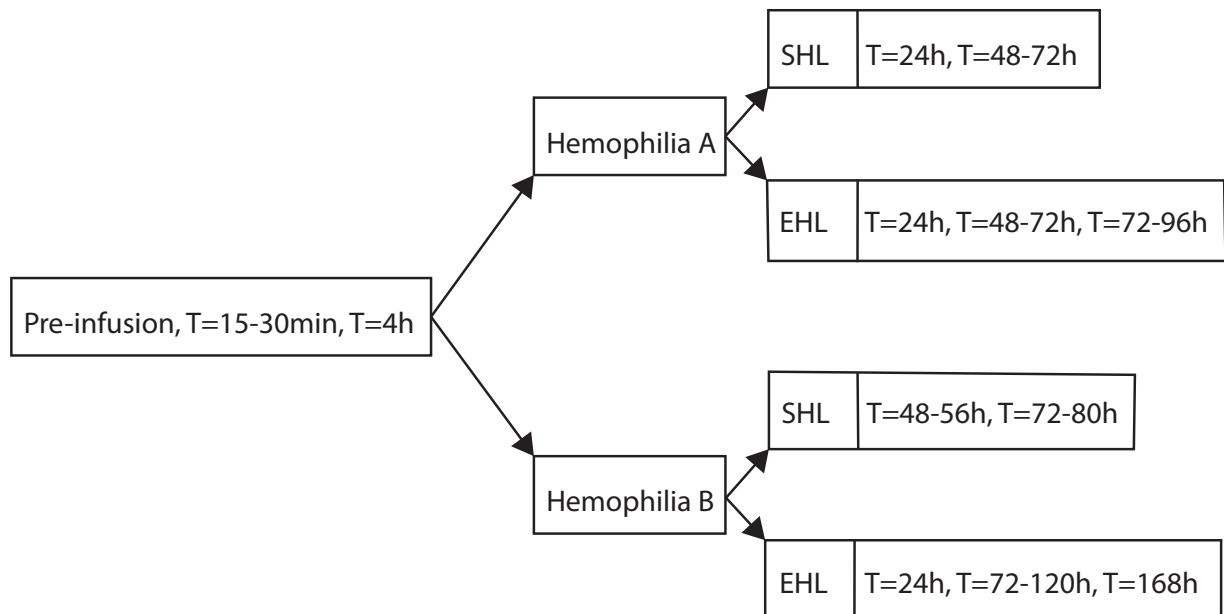 SHL T=24h, T=48-72h
Hemophilia A
EHL T=24h, T=48-72h, T=72-96h
Pre-infusion, T=15-30min, T=4h
SHL T=48-56h, T=72-80h
Hemophilia B
EHL T=24h, T=72-120h, T=168h